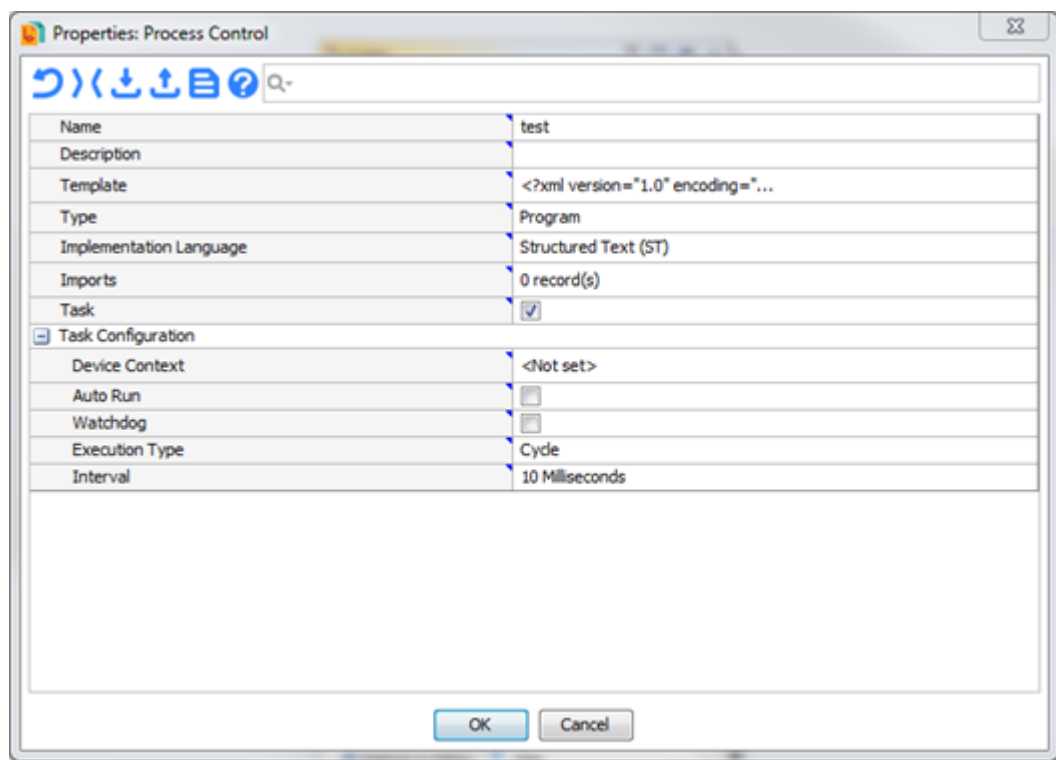 Properties: Process Control
Name test
Description
Template <?xml version="1.0" encoding="...
Type Program
Implementation Language Structured Text (ST)
Imports 0 record(s)
Task
Task Configuration
Device Context <Not set>
Auto Run
Watchdog
Execution Type Cycle
Interval 10 Milliseconds
OK Cancel